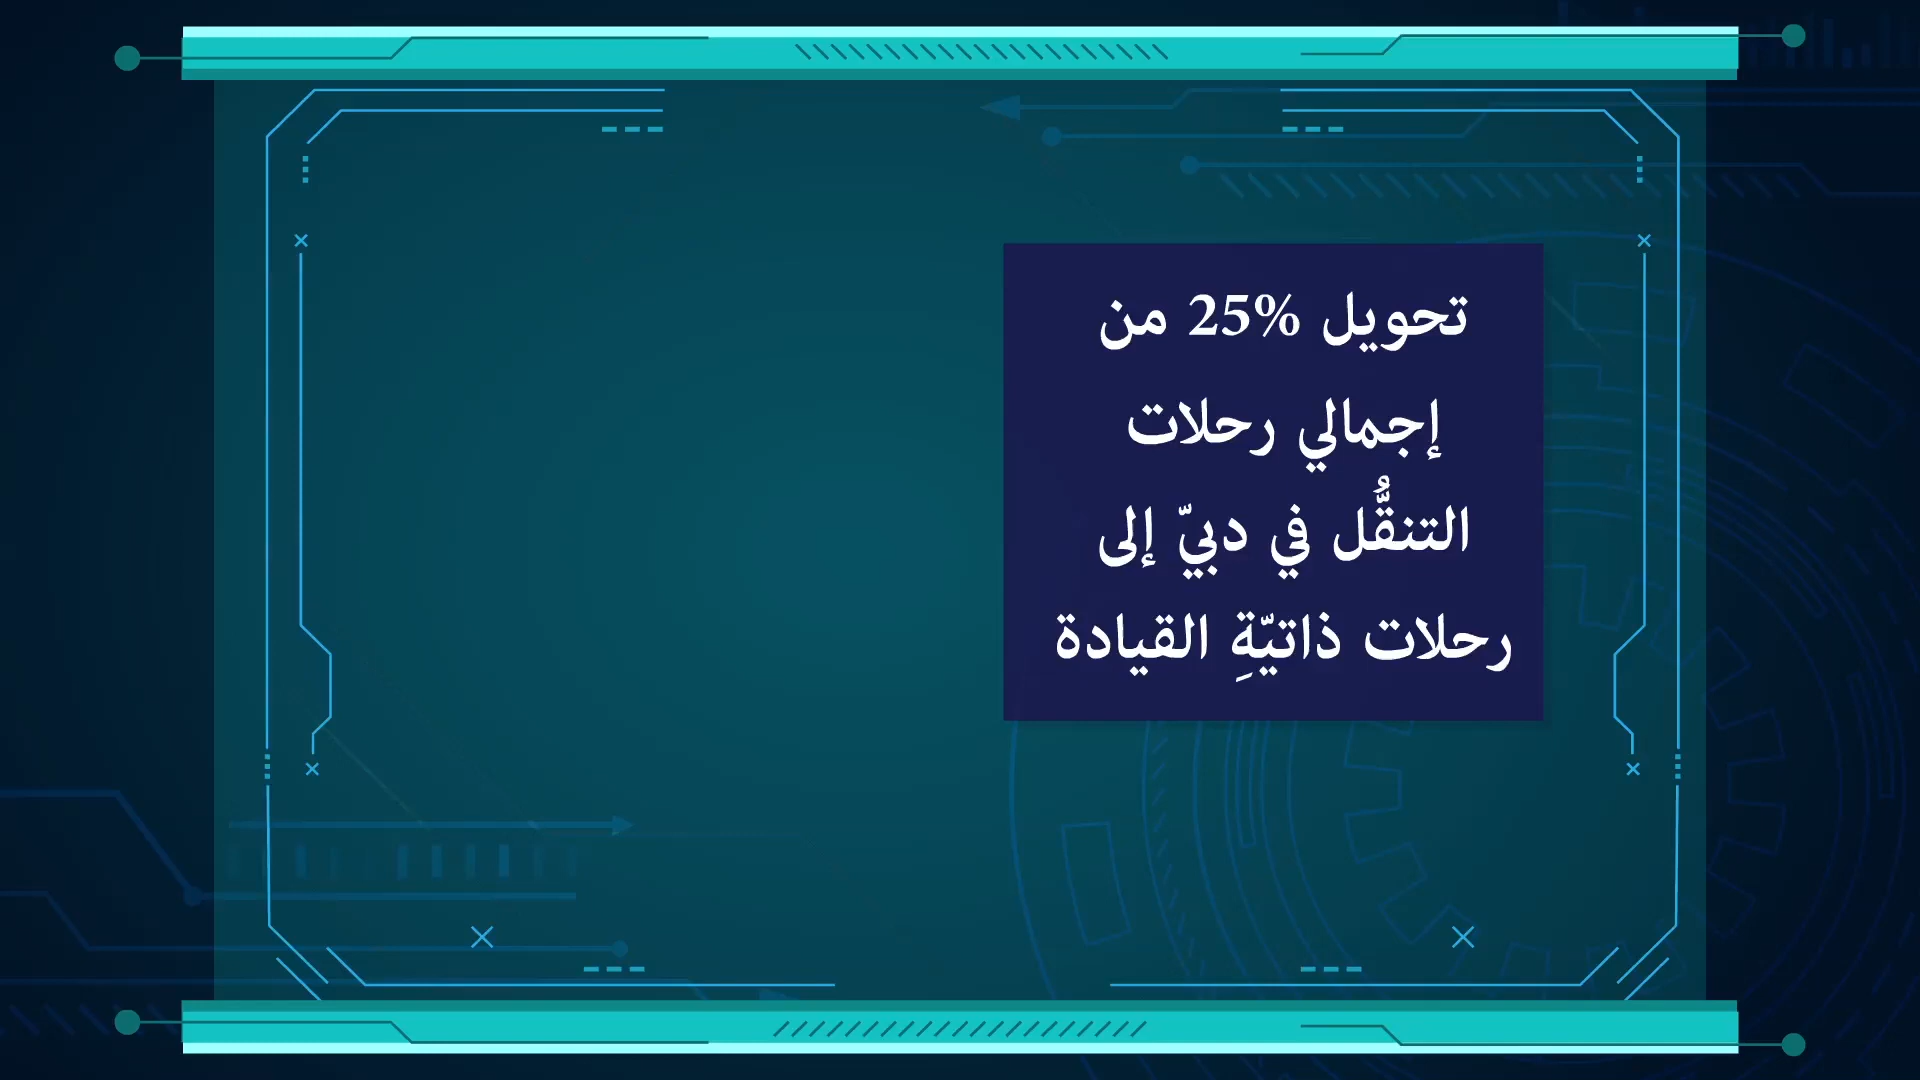 تحويل 25% من
إجمالي رحلات
التنقُّل في دبيّ إلى
رحلات ذاتيّةِ القيادة